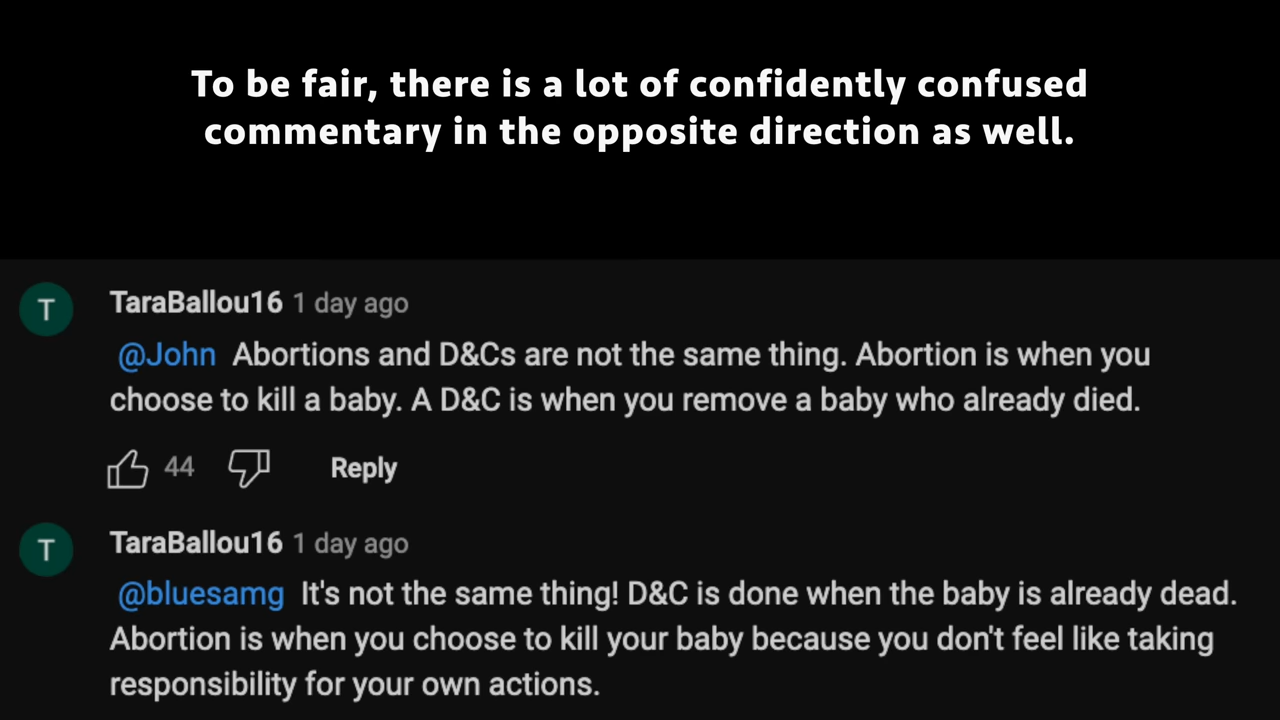 To be fair, there is a lot of confidently confused
commentary in the opposite direction as well.
T
TaraBallou16 1 day ago
@John Abortions and D&Cs are not the same thing. Abortion is when you
choose to kill a baby. A D&C is when you remove a baby who already died.
44 Reply
T
TaraBallou16 1 day ago
@bluesamg It's not the same thing! D&C is done when the baby is already dead.
Abortion is when you choose to kill your baby because you don't feel like taking
responsibility for your own actions.